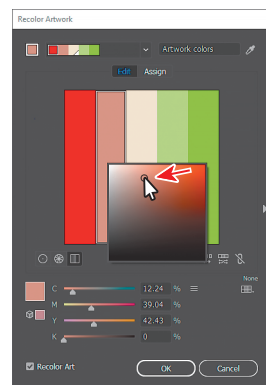 Recolor Artwork
Artwork colors
Edit Assign
None
C 12.24 %
M 39.04 %
Y 42.43 %
K 0 %
Recolor Art OK Cancel